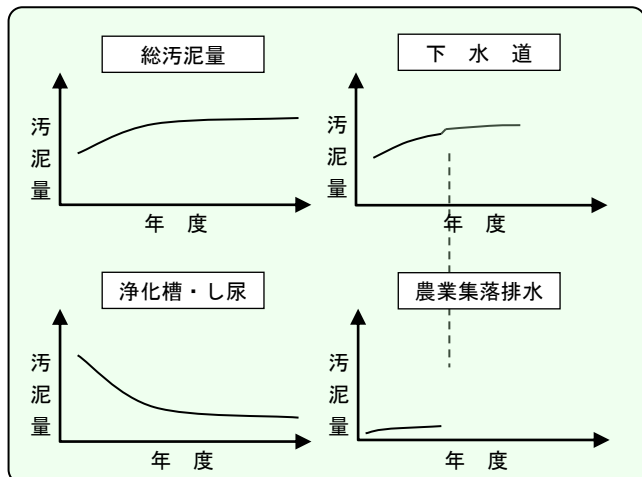 総汚泥量
汚泥量
年 度
下 水 道
汚泥量
年 度
浄化槽・し尿
汚泥量
年 度
農業集落排水
汚泥量
年 度